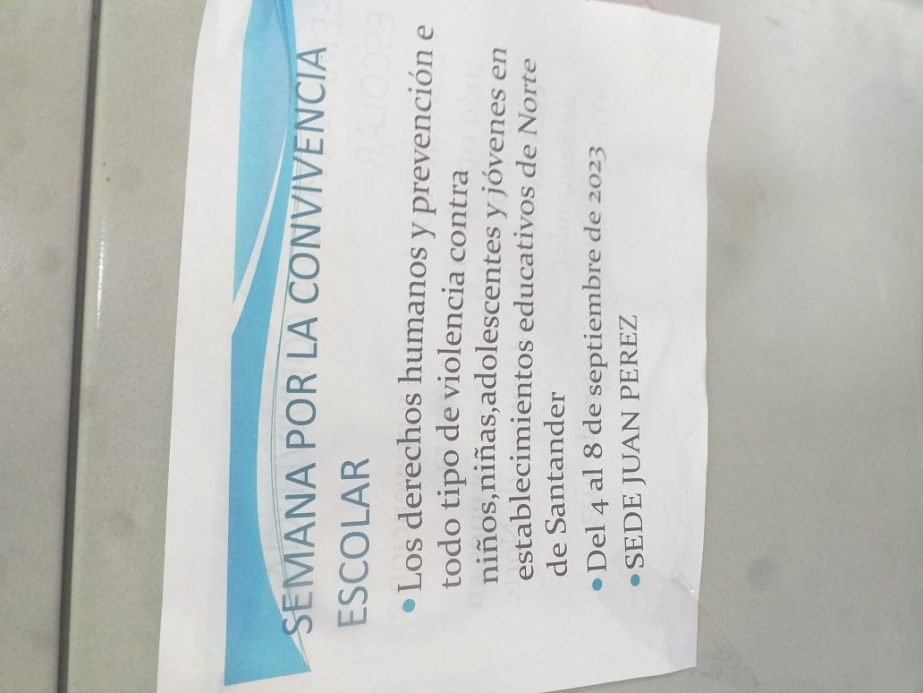 SEMANA POR LA CONVIVENCIA
ESCOLAR
• Los derechos humanos y prevención e
todo tipo de violencia contra
niños,niñas,adolescentes y jóvenes en
establecimientos educativos de Norte
de Santander
• Del 4 al 8 de septiembre de 2023
• SEDE JUAN PEREZ